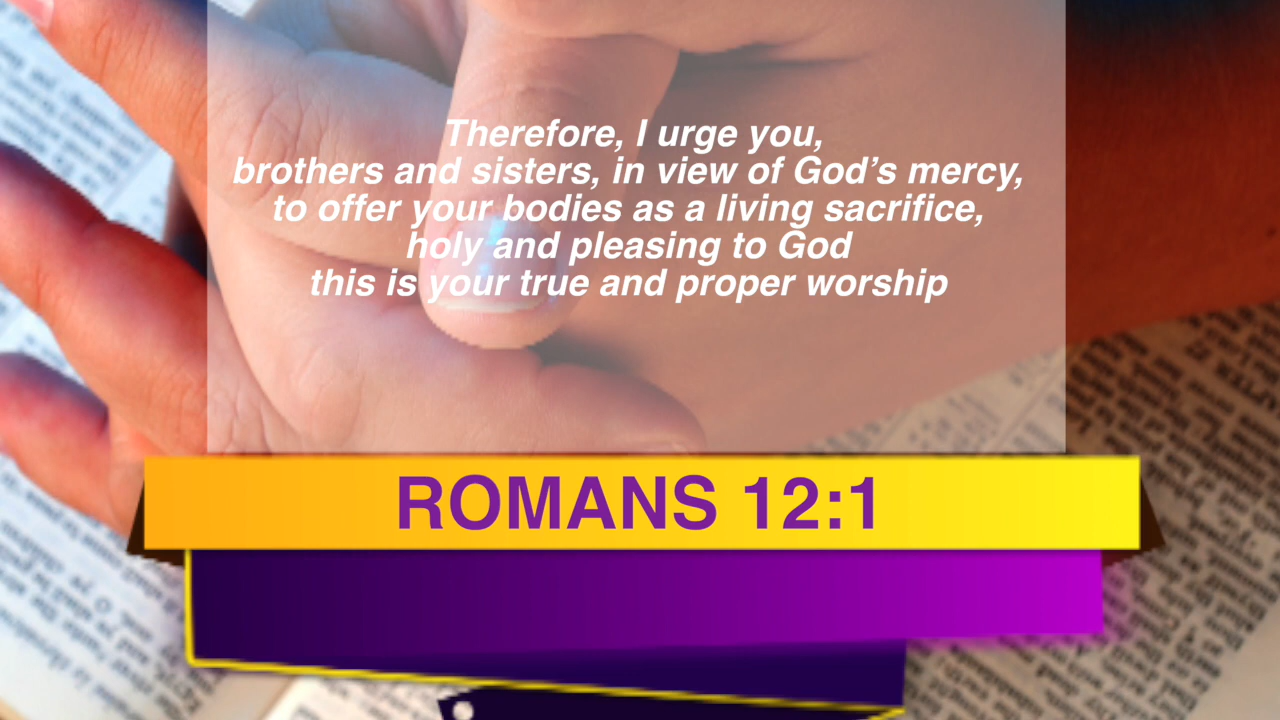 Therefore, I urge you,
brothers and sisters, in view of God’s mercy,
to offer your bodies as a living sacrifice,
holy and pleasing to God
this is your true and proper worship
ROMANS 12:1